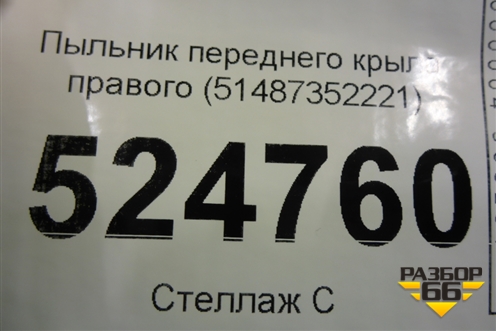 Пыльник переднего крыла
правого (51487352221)
524760
Стеллаж С
РАЗБОР
66